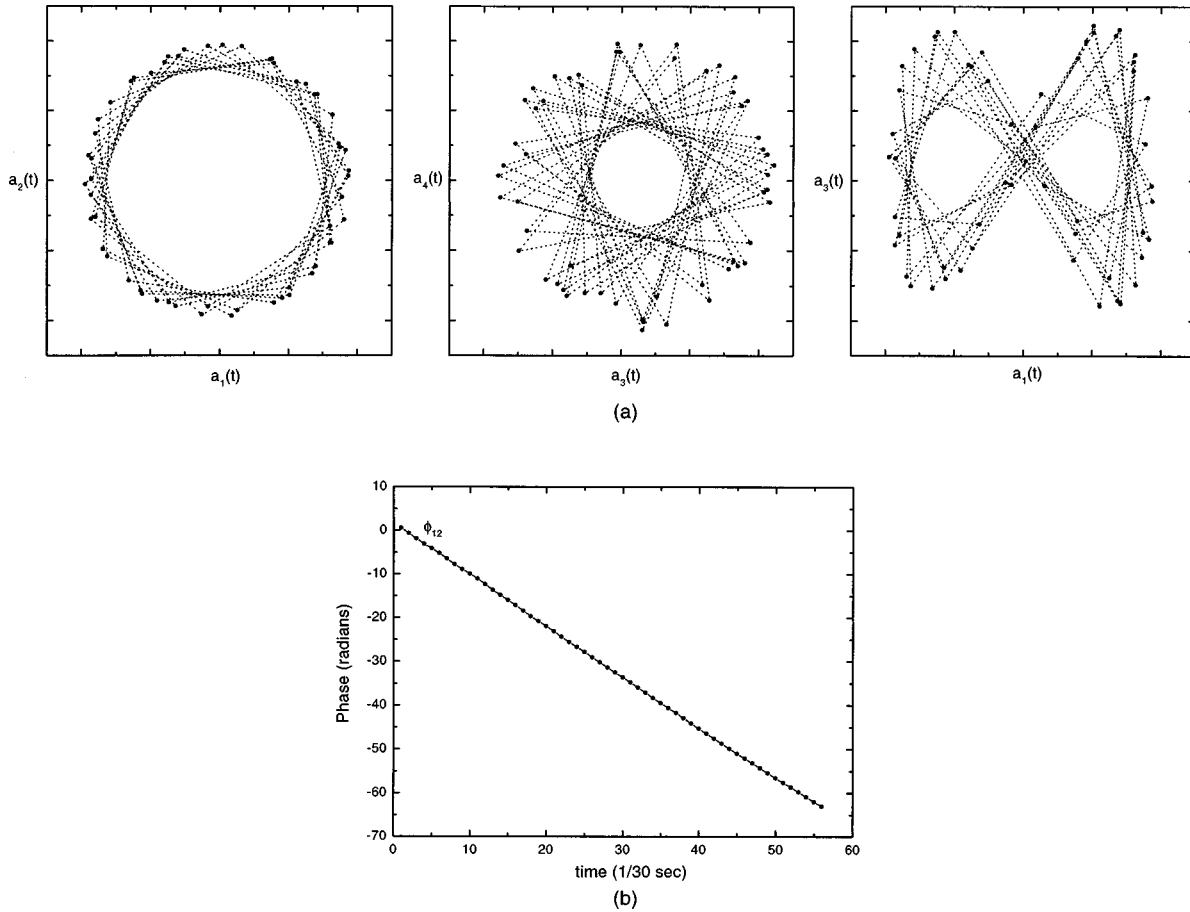 a₂(t)
a₁(t)
a₄(t)
a₃(t)
a₃(t)
a₁(t)
(a)
10
0
-10
-20
-30
-40
-50
-60
-70
ϕ₁₂
Phase (radians)
0 10 20 30 40 50 60
time (1/30 sec)
(b)